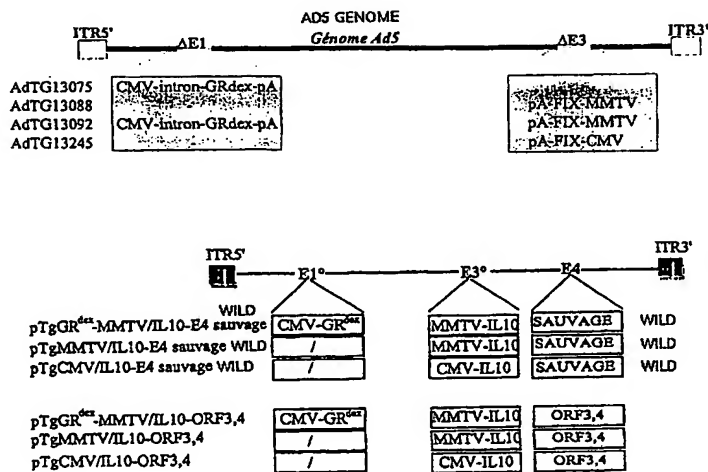 AD5 GENOME
ITR5' ΔE1 Génome Ad5 ΔE3 ITR3'
AdTG13075 CMV-intron-GRdex-pA
AdTG13088 pA-FIX-MMTV
AdTG13092 CMV-intron-GRdex-pA pA-FIX-MMTV
AdTG13245 pA-FIX-CMV
ITR5' E1° E3° E4 ITR3'
WILD
pTgGRdex-MMTV/IL10-E4 sauvage CMV-GRdex MMTV-IL10 SAUVAGE WILD
pTgMMTV/IL10-E4 sauvage WILD / MMTV-IL10 SAUVAGE WILD
pTgCMV/IL10-E4 sauvage WILD / CMV-IL10 SAUVAGE WILD
pTgGRdex-MMTV/IL10-ORF3,4 CMV-GRdex MMTV-IL10 ORF3,4
pTgMMTV/IL10-ORF3,4 / MMTV-IL10 ORF3,4
pTgCMV/IL10-ORF3,4 / CMV-IL10 ORF3,4